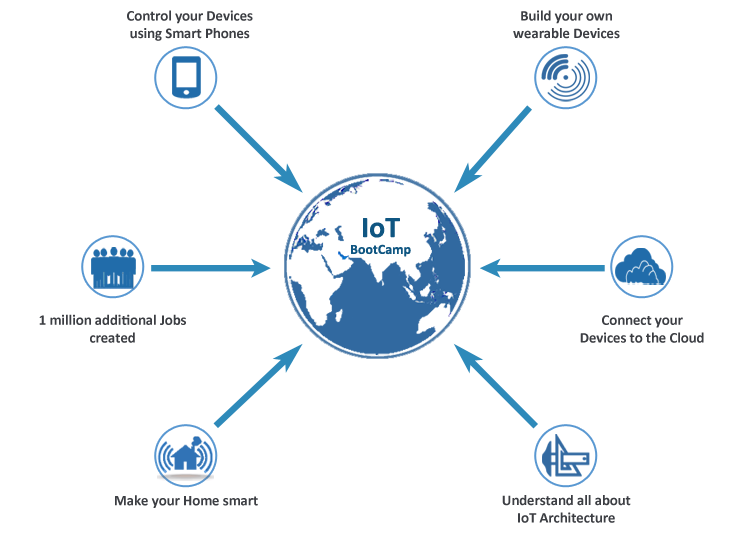 Control your Devices
using Smart Phones
Build your own
wearable Devices
IoT
BootCamp
1 million additional Jobs
created
Connect your
Devices to the Cloud
Make your Home smart
Understand all about
IoT Architecture